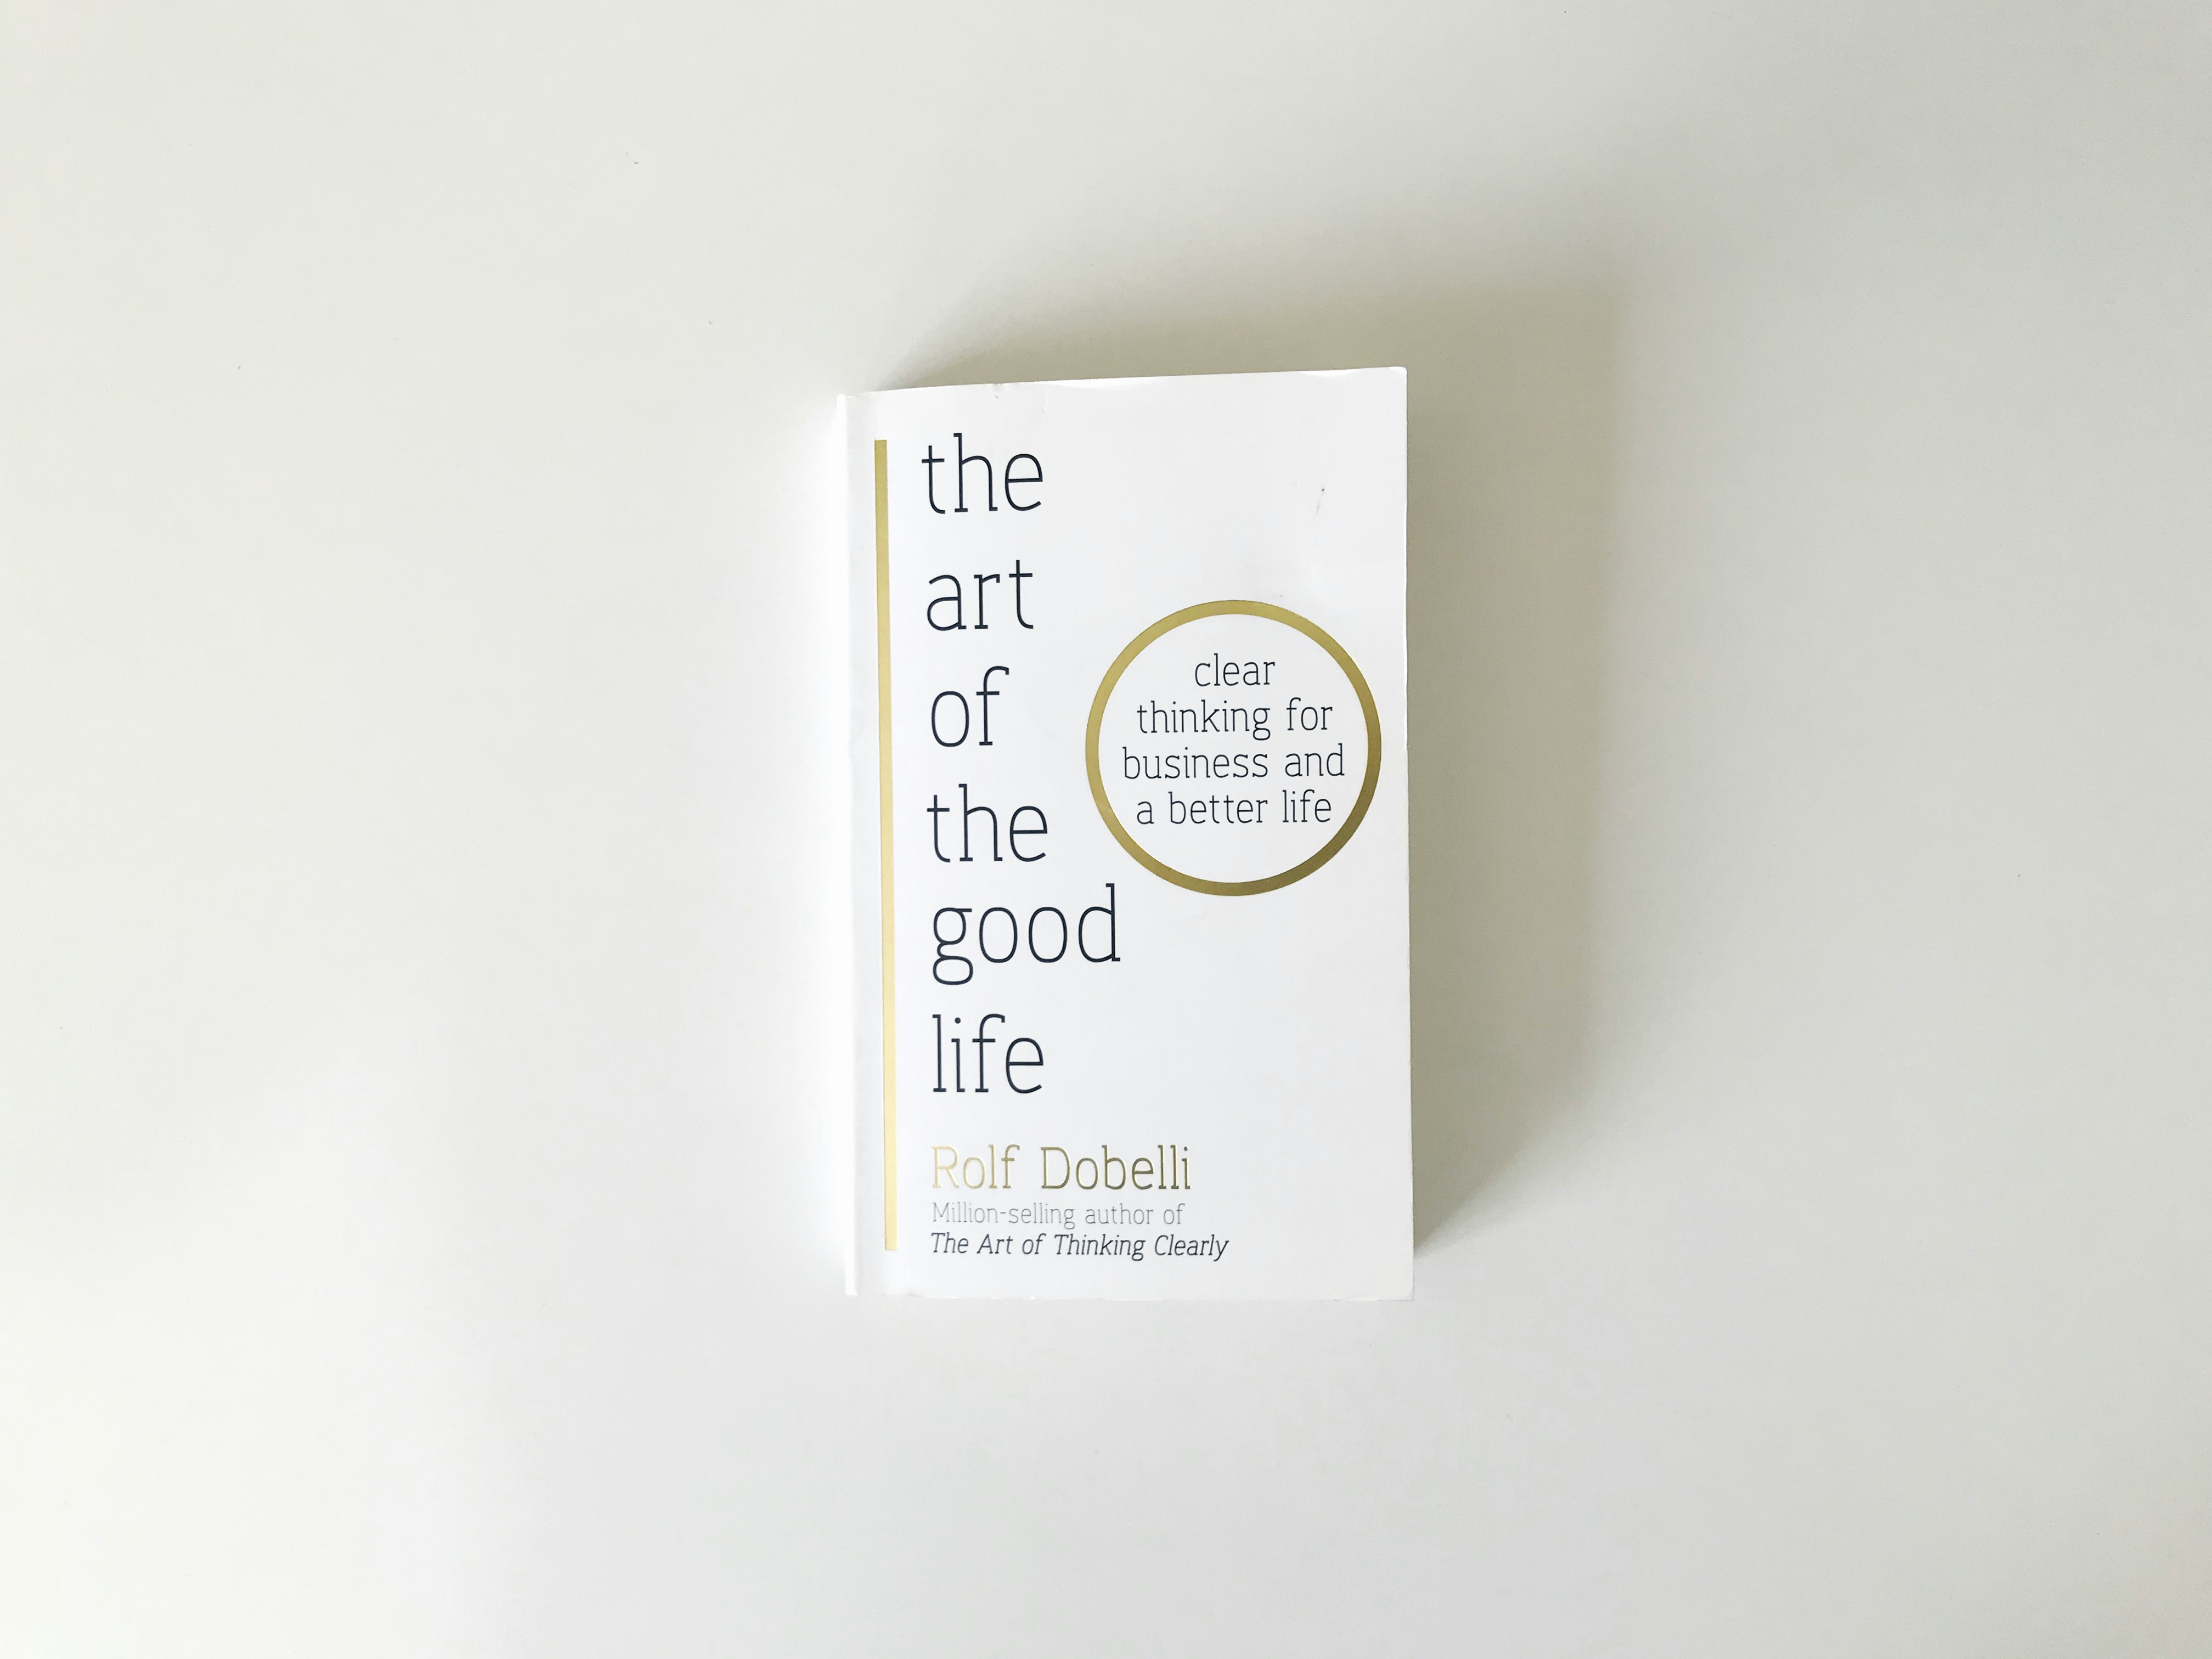 the
art
of
the
good
life
clear
thinking for
business and
a better life
Rolf Dobelli
Million-selling author of
The Art of Thinking Clearly